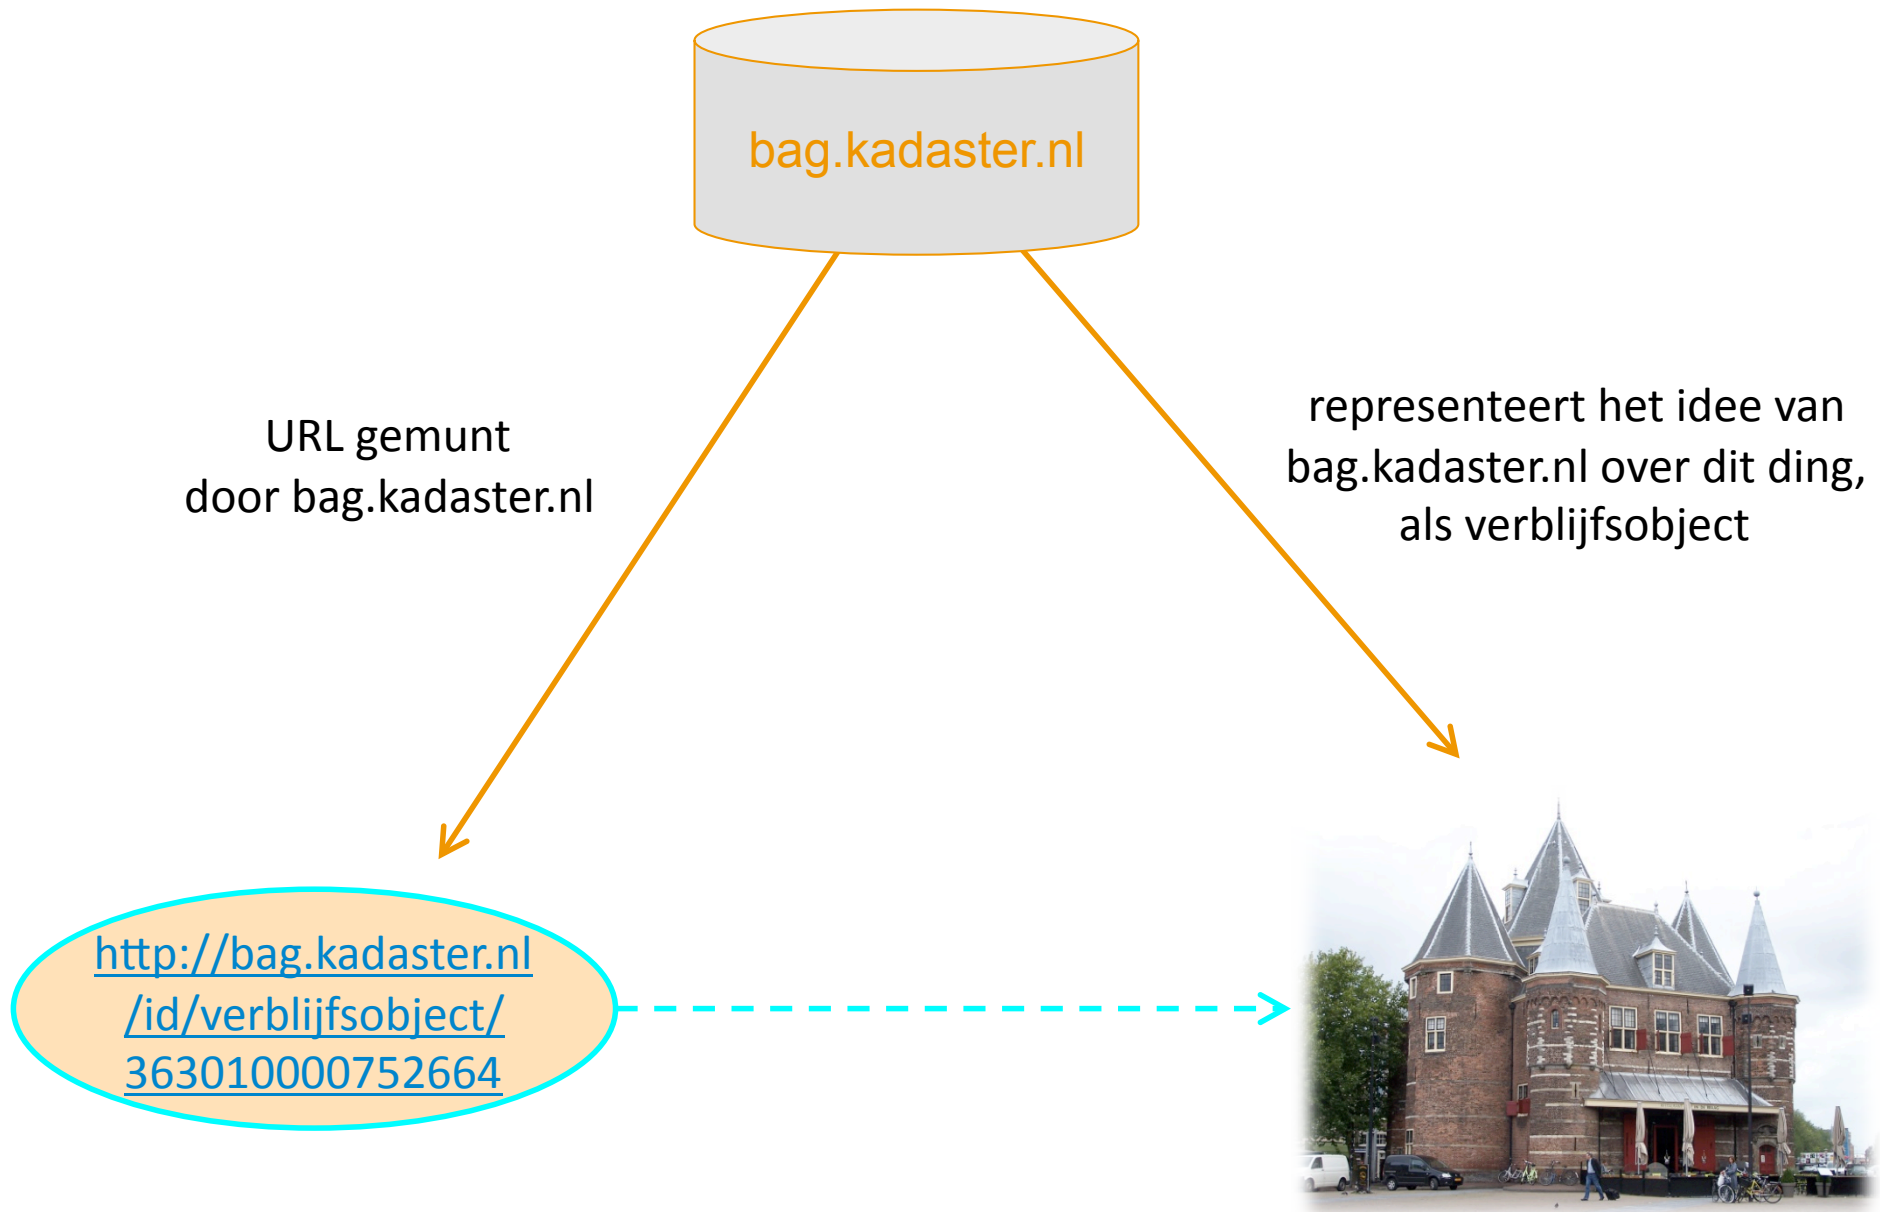 bag.kadaster.nl
URL gemunt
door bag.kadaster.nl
representeert het idee van
bag.kadaster.nl over dit ding,
als verblijfsobject
http://bag.kadaster.nl
/id/verblijfsobject/
363010000752664